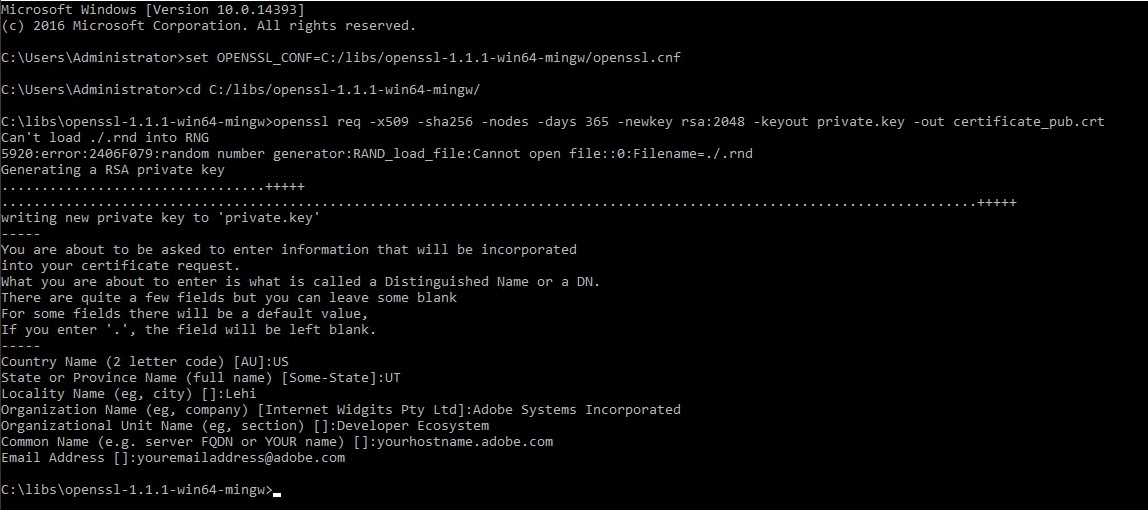 Microsoft Windows [Version 10.0.14393]
(c) 2016 Microsoft Corporation. All rights reserved.
C:\Users\Administrator>set OPENSSL_CONF=C:/libs/openssl-1.1.1-win64-mingw/openssl.cnf
C:\Users\Administrator>cd C:/libs/openssl-1.1.1-win64-mingw/
C:\libs\openssl-1.1.1-win64-mingw>openssl req -x509 -sha256 -nodes -days 365 -newkey rsa:2048 -keyout private.key -out certificate_pub.crt
Can't load ./.rnd into RNG
5920:error:2406F079:random number generator:RAND_load_file:Cannot open file::0:Filename=./.rnd
Generating a RSA private key
.................................+++++
..........................................................................................................................+++++
writing new private key to 'private.key'
-----
You are about to be asked to enter information that will be incorporated
into your certificate request.
What you are about to enter is what is called a Distinguished Name or a DN.
There are quite a few fields but you can leave some blank
For some fields there will be a default value,
If you enter '.', the field will be left blank.
-----
Country Name (2 letter code) [AU]:US
State or Province Name (full name) [Some-State]:UT
Locality Name (eg, city) []:Lehi
Organization Name (eg, company) [Internet Widgits Pty Ltd]:Adobe Systems Incorporated
Organizational Unit Name (eg, section) []:Developer Ecosystem
Common Name (e.g. server FQDN or YOUR name) []:yourhostname.adobe.com
Email Address []:youremailaddress@adobe.com
C:\libs\openssl-1.1.1-win64-mingw>